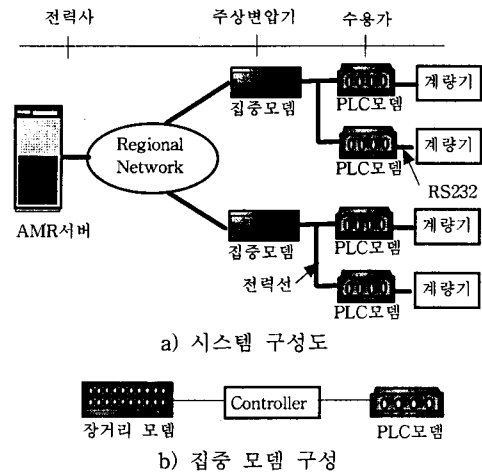 전력사 주상변압기 수용가
집중모뎀 PLC모뎀 계량기
Regional
Network
PLC모뎀 계량기
RS232
AMR서버
집중모뎀 PLC모뎀 계량기
전력선
PLC모뎀 계량기
a) 시스템 구성도
장거리 모뎀 Controller PLC모뎀
b) 집중 모뎀 구성